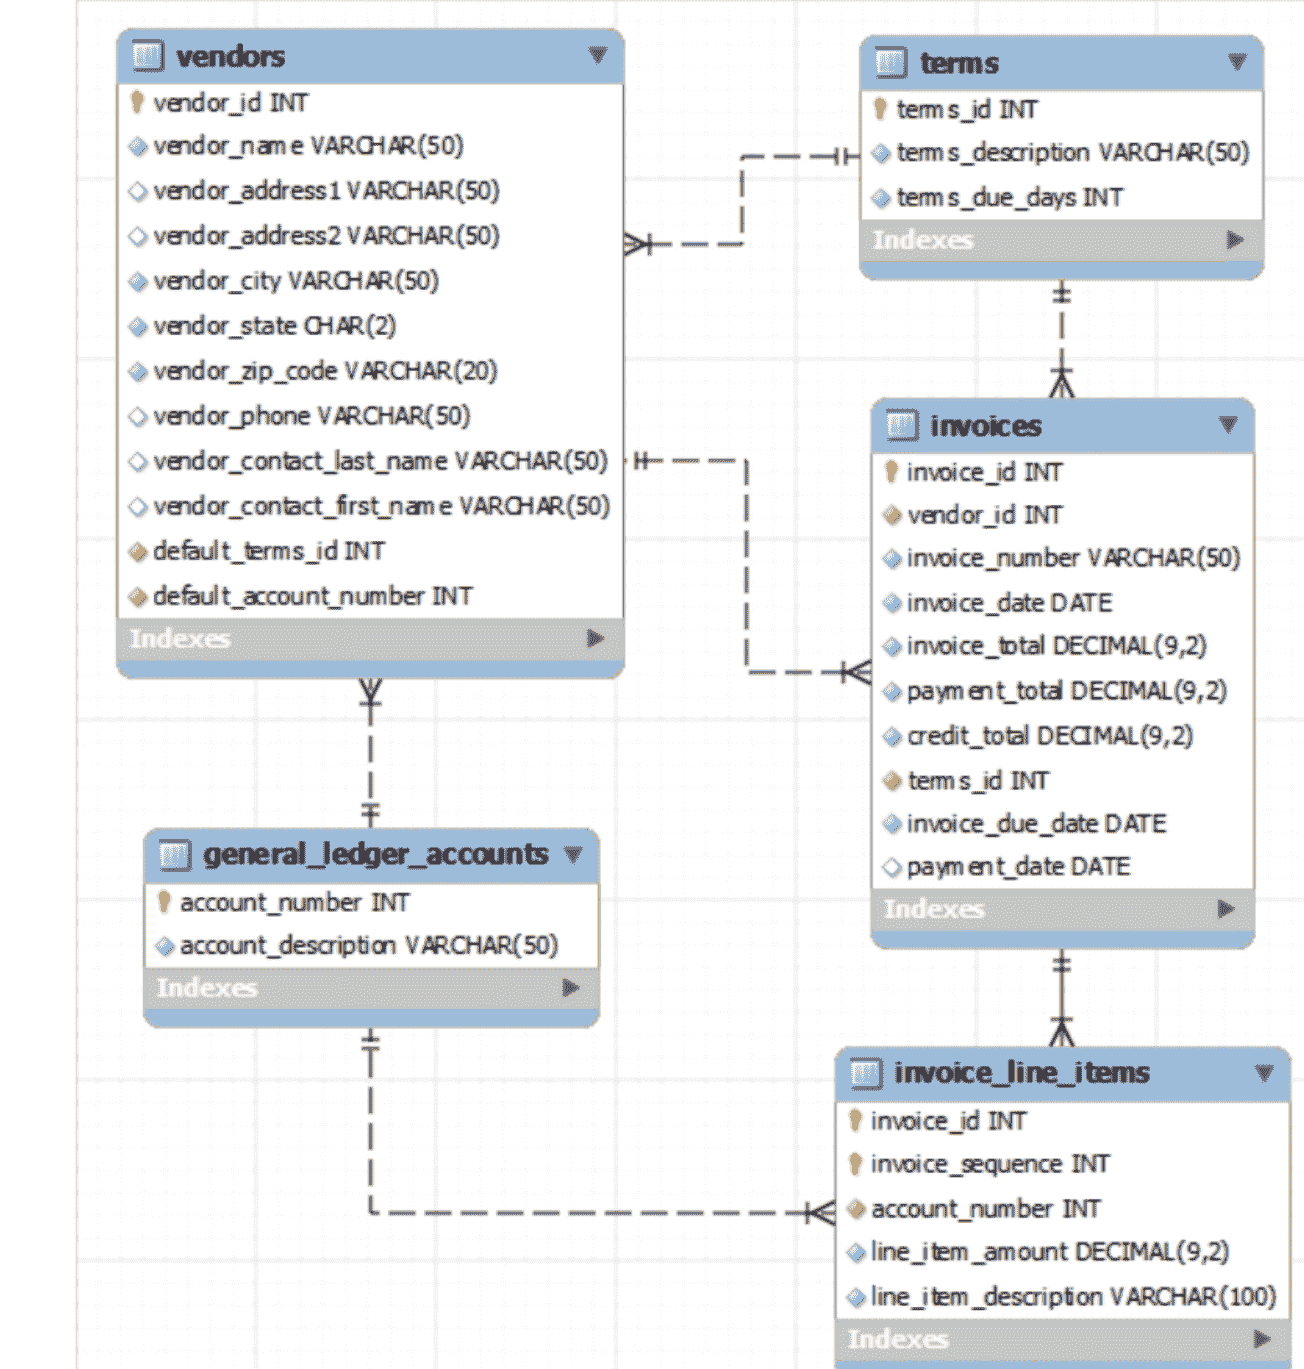 vendors
vendor_id INT
vendor_name VARCHAR(50)
vendor_address1 VARCHAR(50)
vendor_address2 VARCHAR(50)
vendor_city VARCHAR(50)
vendor_state CHAR(2)
vendor_zip_code VARCHAR(20)
vendor_phone VARCHAR(50)
vendor_contact_last_name VARCHAR(50)
vendor_contact_first_name VARCHAR(50)
default_terms_id INT
default_account_number INT
Indexes
terms
terms_id INT
terms_description VARCHAR(50)
terms_due_days INT
Indexes
invoices
invoice_id INT
vendor_id INT
invoice_number VARCHAR(50)
invoice_date DATE
invoice_total DECIMAL(9,2)
payment_total DECIMAL(9,2)
credit_total DECIMAL(9,2)
terms_id INT
invoice_due_date DATE
payment_date DATE
Indexes
general_ledger_accounts
account_number INT
account_description VARCHAR(50)
Indexes
invoice_line_items
invoice_id INT
invoice_sequence INT
account_number INT
line_item_amount DECIMAL(9,2)
line_item_description VARCHAR(100)
Indexes